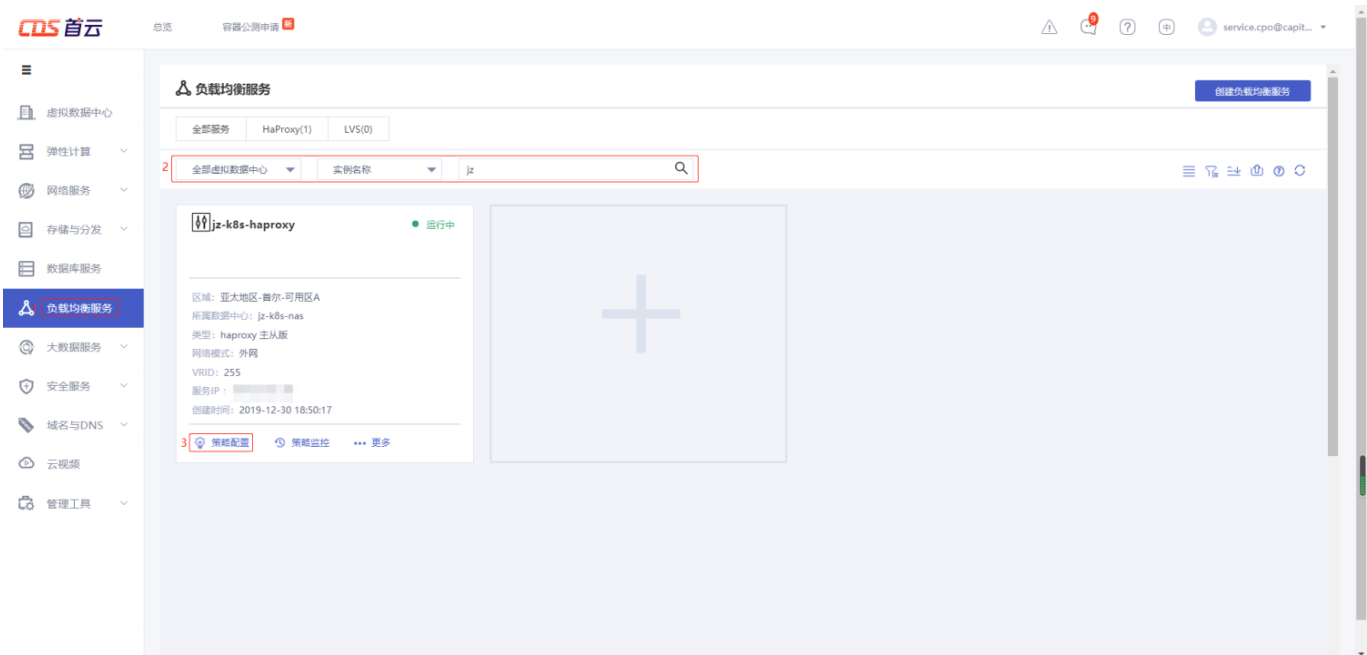 CDS首云
总览
容器公测申请 新
9
?
中
service.cpo@capit...
虚拟数据中心
弹性计算
网络服务
存储与分发
数据库服务
1 负载均衡服务
大数据服务
安全服务
域名与DNS
云视频
管理工具
负载均衡服务
创建负载均衡服务
全部服务
HaProxy(1)
LVS(0)
2
全部虚拟数据中心
实例名称
jz
jz-k8s-haproxy
运行中
区域：亚太地区-首尔-可用区A
所属数据中心：jz-k8s-nas
类型：haproxy 主从版
网络模式：外网
VRID：255
服务IP：
创建时间：2019-12-30 18:50:17
3 策略配置
策略监控
••• 更多